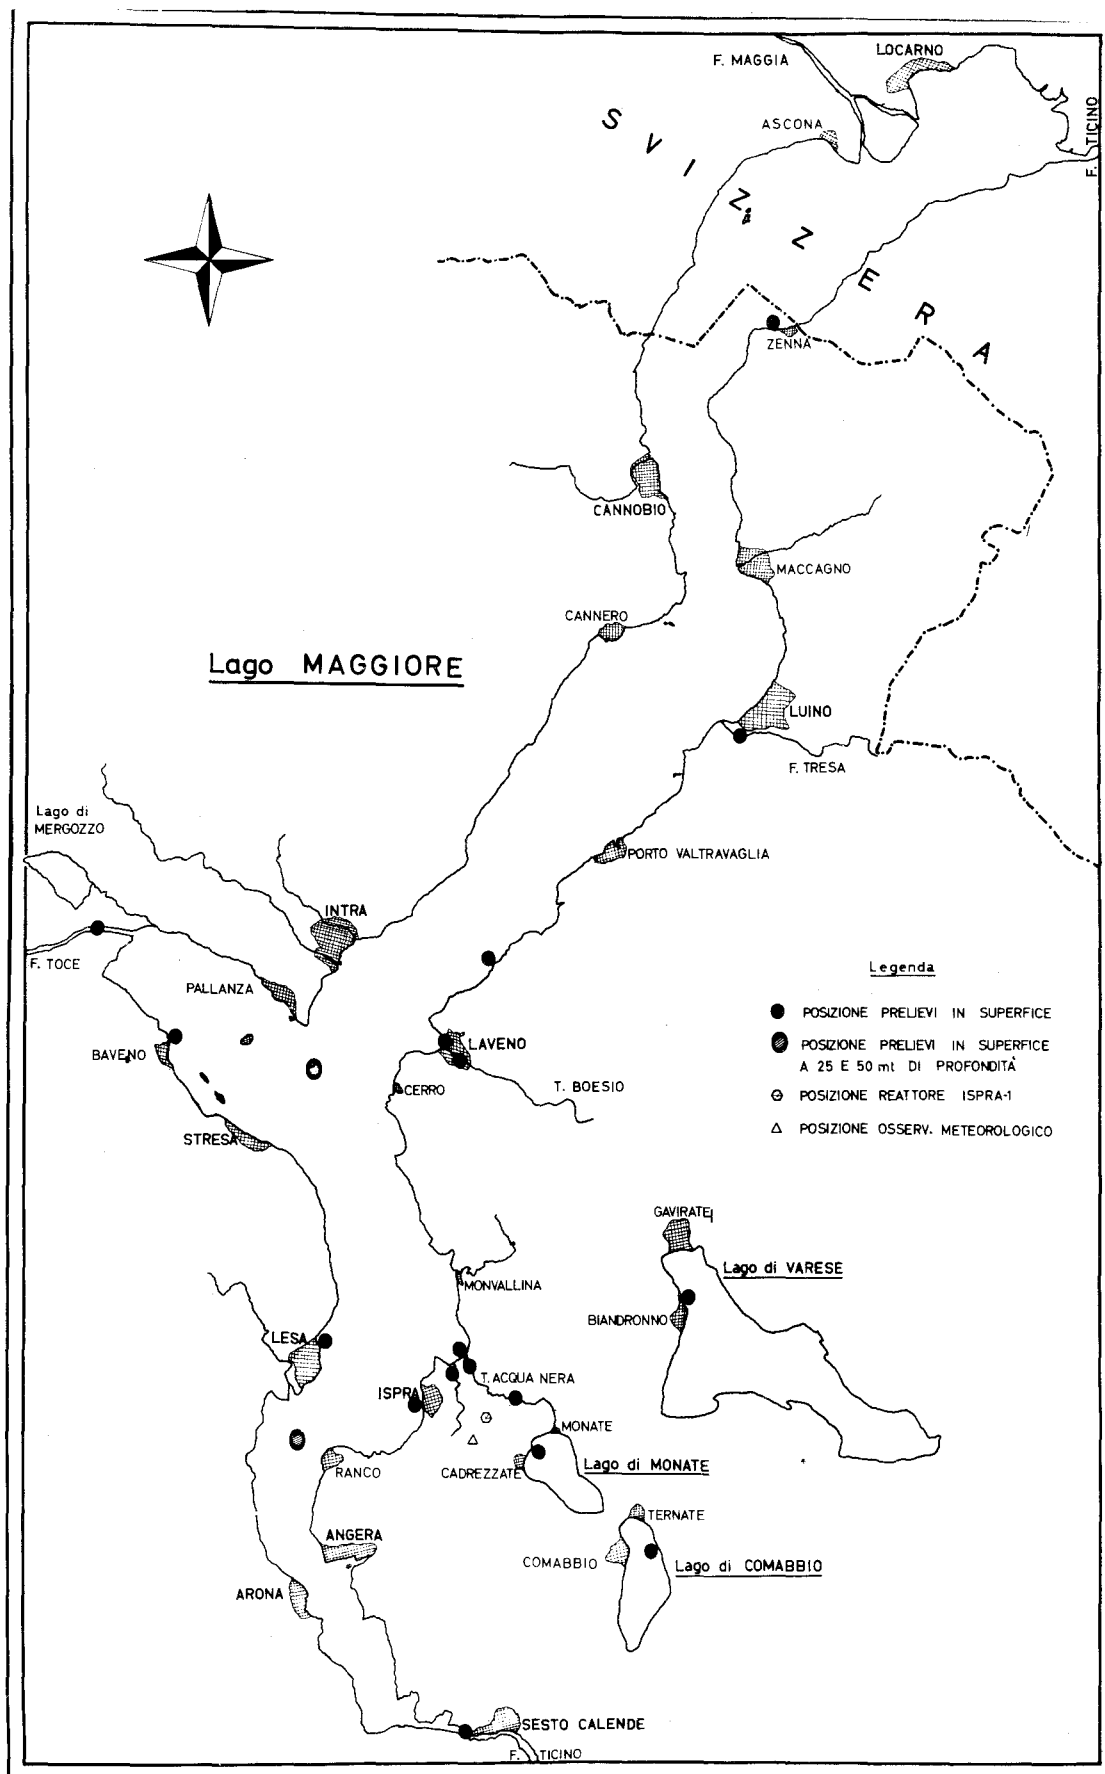 LOCARNO
F. MAGGIA
F. TICINO
ASCONA
SVIZZERA
ZENNA
CANNOBIO
MACCAGNO
CANNERO
Lago MAGGIORE
LUINO
F. TRESA
Lago di
MERGOZZO
PORTO VALTRAVAGLIA
INTRA
F. TOCE
PALLANZA
BAVENO
LAVENO
CERRO
T. BOESIO
STRESA
Legenda
POSIZIONE PRELIEVI IN SUPERFICE
POSIZIONE PRELIEVI IN SUPERFICE
A 25 E 50 mt DI PROFONDITÀ
POSIZIONE REATTORE ISPRA-1
POSIZIONE OSSERV. METEOROLOGICO
GAVIRATE
Lago di VARESE
MONVALLINA
BIANDRONNO
LESA
T. ACQUA NERA
ISPRA
MONATE
RANCO
CADREZZATE
Lago di MONATE
TERNATE
ANGERA
COMABBIO
Lago di COMABBIO
ARONA
SESTO CALENDE
F. TICINO